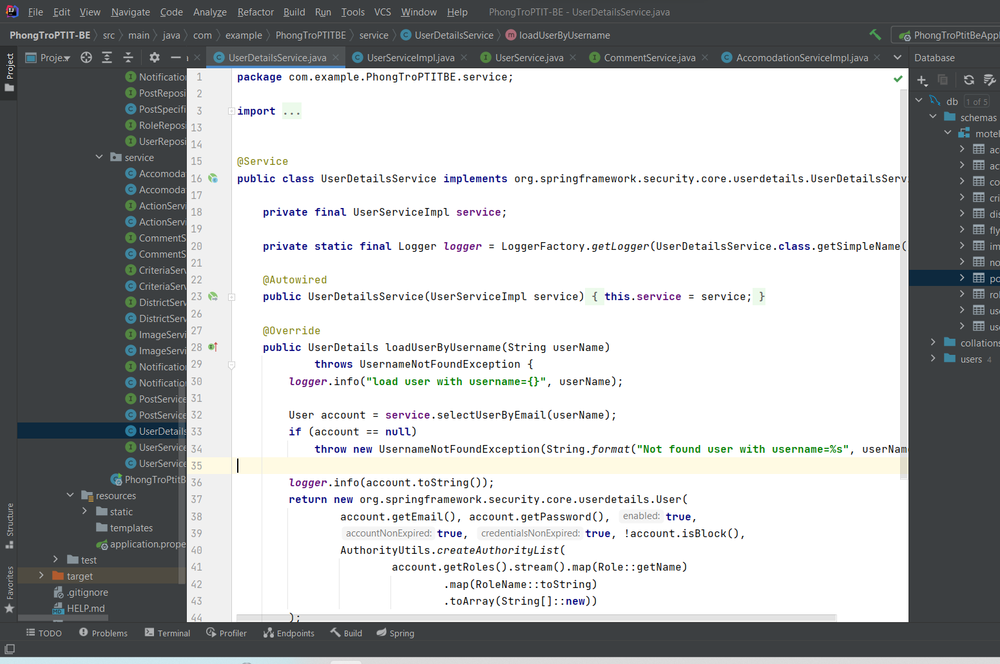 File Edit View Navigate Code Analyze Refactor Build Run Tools VCS Window Help PhongTroPTIT-BE - UserDetailsService.java
PhongTroPTIT-BE src main java com example PhongTroPTITBE service UserDetailsService loadUserByUsername PhongTroPtitBeAppl
Proje... UserDetailsService.java UserServiceImpl.java UserService.java CommentService.java AccomodationServiceImpl.java Database
Project
Structure
Favorites
Notification
PostReposi
PostSpecifi
RoleReposi
UserReposi
service
Accomoda
Accomoda
ActionServi
ActionServi
CommentS
CommentS
CriteriaServ
CriteriaServ
DistrictServ
DistrictServ
ImageServi
ImageServi
Notification
Notification
PostService
PostService
UserDetails
UserService
UserService
PhongTroPtitB
resources
static
templates
application.prope
test
target
.gitignore
HELP.md
1 package com.example.PhongTroPTITBE.service;
2
3 import ...
13
14
15 @Service
16 public class UserDetailsService implements org.springframework.security.core.userdetails.UserDetailsServ
17
18 private final UserServiceImpl service;
19
20 private static final Logger logger = LoggerFactory.getLogger(UserDetailsService.class.getSimpleName(
21
22 @Autowired
23 public UserDetailsService(UserServiceImpl service) { this.service = service; }
26
27 @Override
28 public UserDetails loadUserByUsername(String userName)
29 throws UsernameNotFoundException {
30 logger.info("load user with username={}", userName);
31
32 User account = service.selectUserByEmail(userName);
33 if (account == null)
34 throw new UsernameNotFoundException(String.format("Not found user with username=%s", userNam
35
36 logger.info(account.toString());
37 return new org.springframework.security.core.userdetails.User(
38 account.getEmail(), account.getPassword(), enabled: true,
39 accountNonExpired: true, credentialsNonExpired: true, !account.isBlock(),
40 AuthorityUtils.createAuthorityList(
41 account.getRoles().stream().map(Role::getName)
42 .map(RoleName::toString)
43 .toArray(String[]::new))
44 );
db 1 of 5
schemas
motel
ac
ac
co
cri
dis
fly
im
no
po
rol
use
use
collations
users 4
TODO Problems Terminal Profiler Endpoints Build Spring